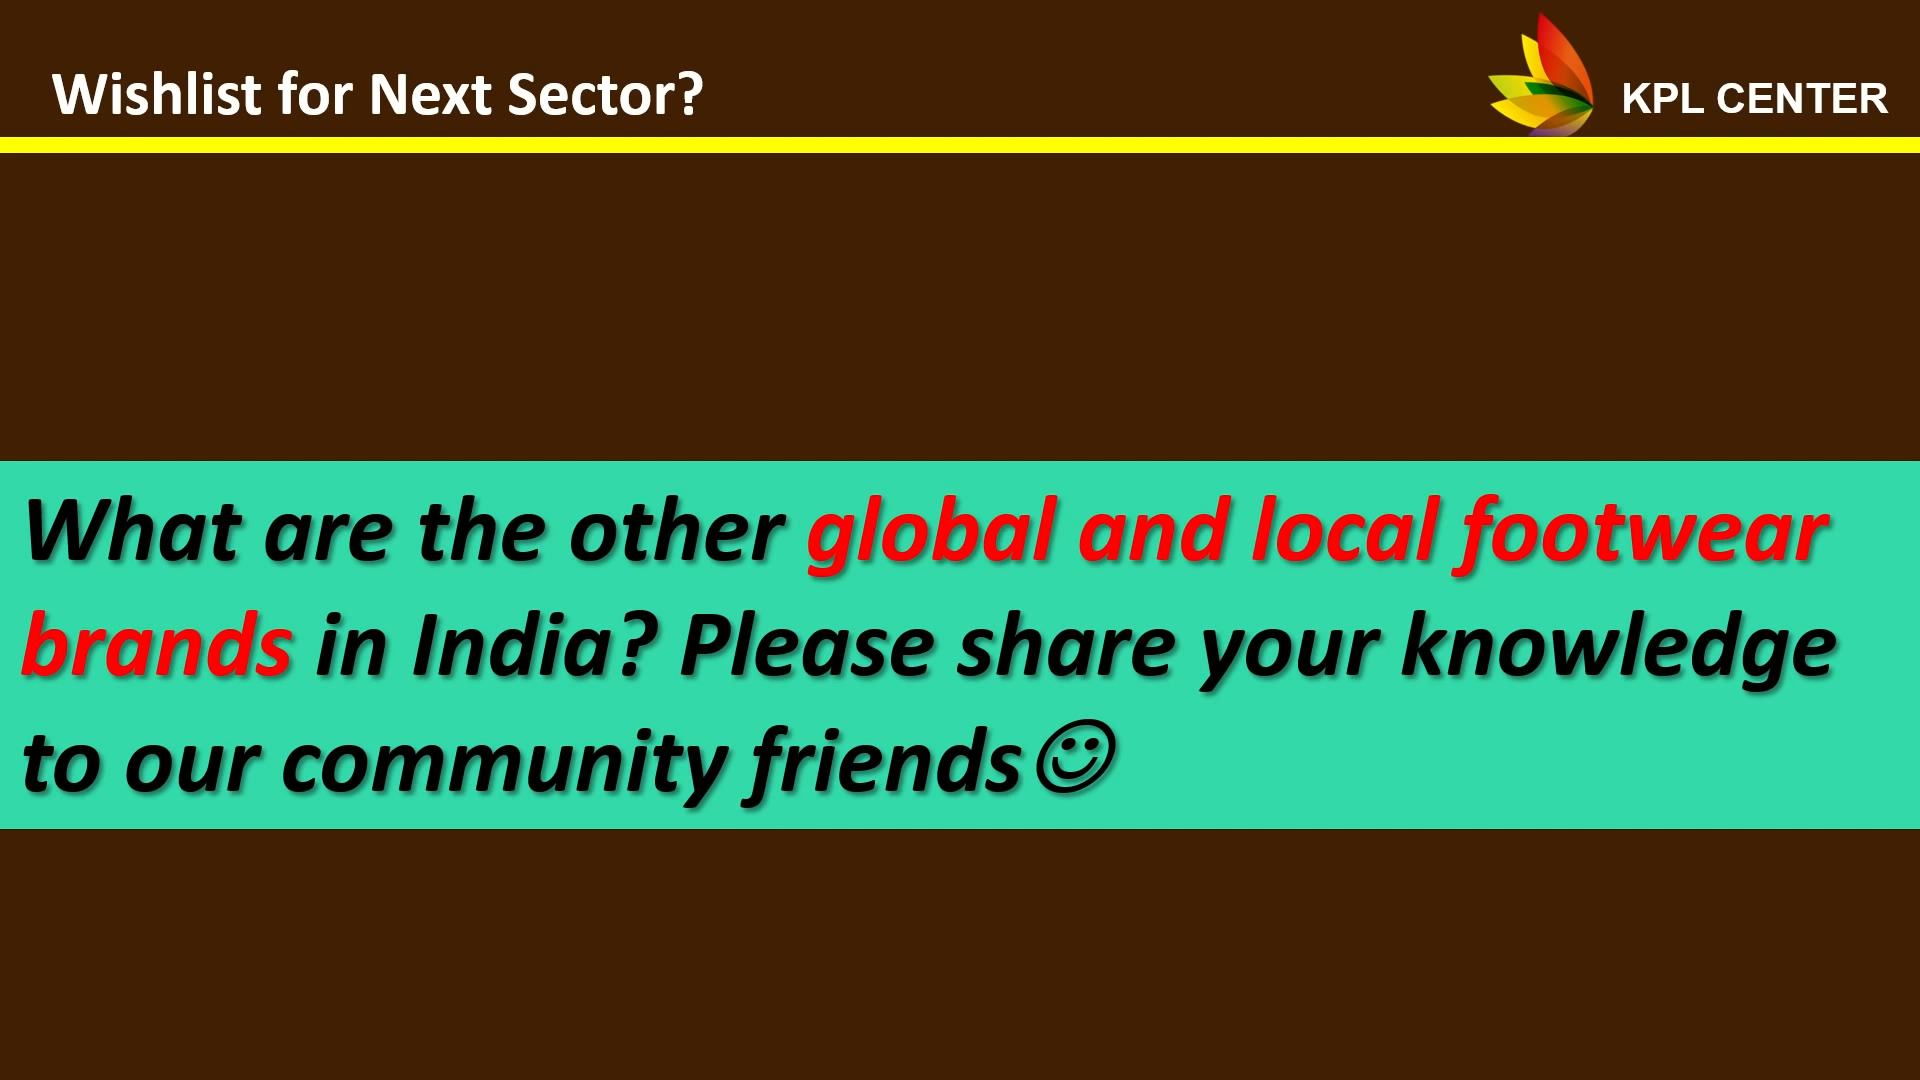 Wishlist for Next Sector?
KPL CENTER
What are the other global and local footwear
brands in India? Please share your knowledge
to our community friends☺